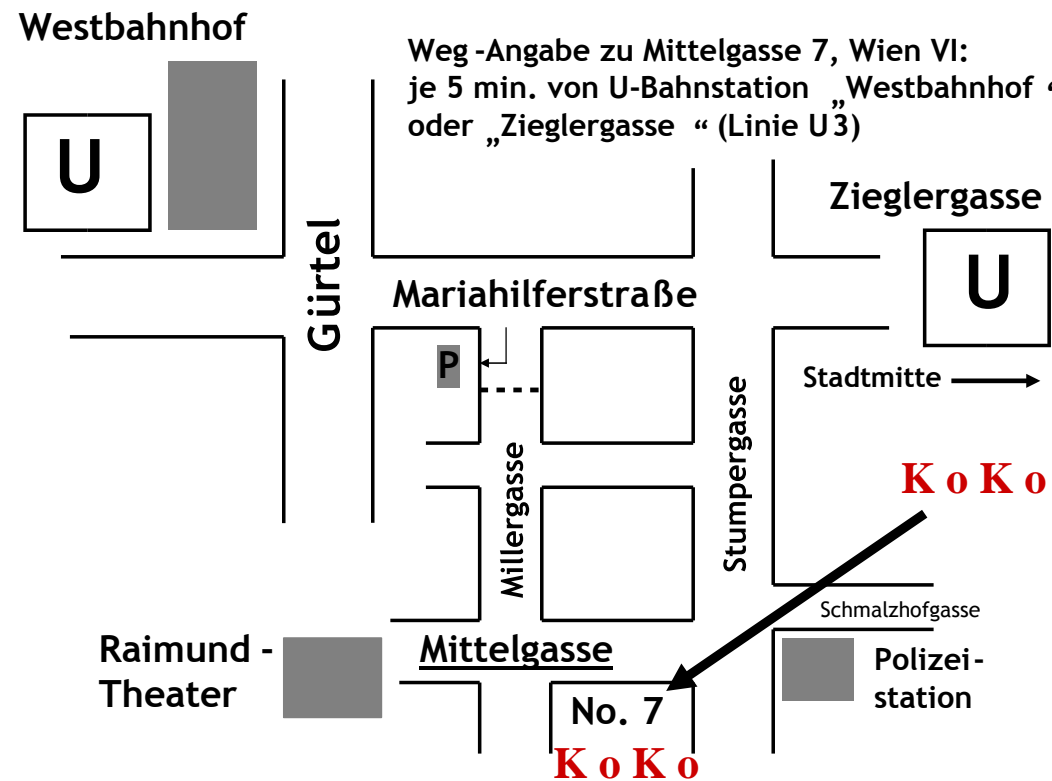 Westbahnhof
Weg-Angabe zu Mittelgasse 7, Wien VI:
je 5 min. von U-Bahnstation „Westbahnhof “
oder „Zieglergasse “ (Linie U3)
U
Zieglergasse
U
Gürtel
Mariahilferstraße
P
Stadtmitte
Millergasse
Stumpergasse
K o K o
Schmalzhofgasse
Raimund -
Theater
Mittelgasse
Polizei-
station
No. 7
K o K o